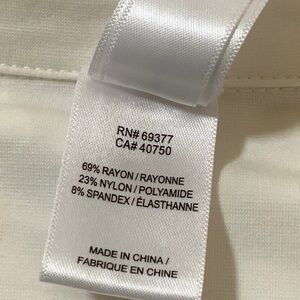 RN# 69377
CA# 40750
69% RAYON / RAYONNE
23% NYLON / POLYAMIDE
8% SPANDEX / ÉLASTHANNE
MADE IN CHINA /
FABRIQUE EN CHINE